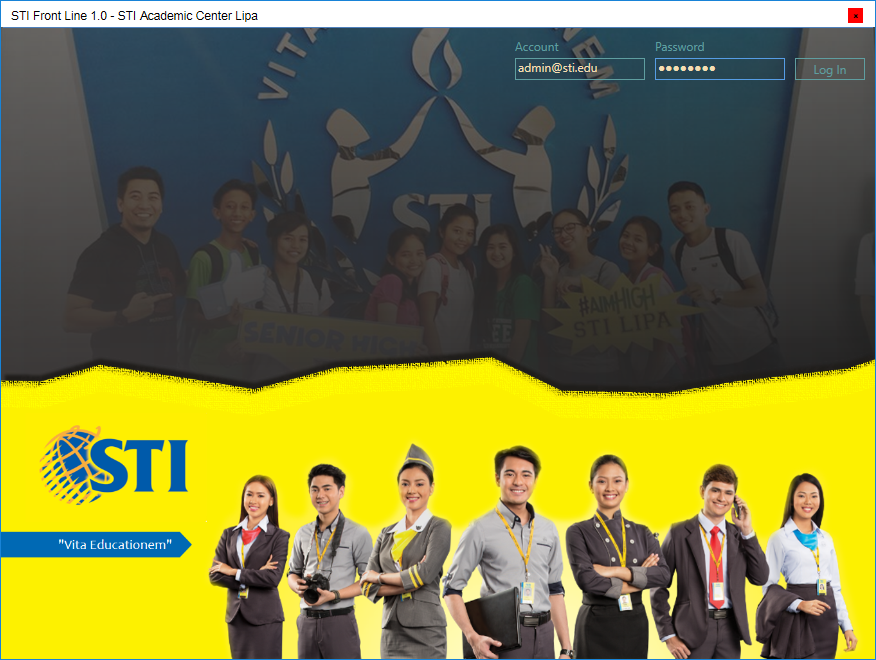 STI Front Line 1.0 - STI Academic Center Lipa
Account
Password
admin@sti.edu
●●●●●●●●
Log In
VITA
NEM
STI
#AIMHIGH
STI LIPA
SENIOR HIGH
STI
"Vita Educationem"